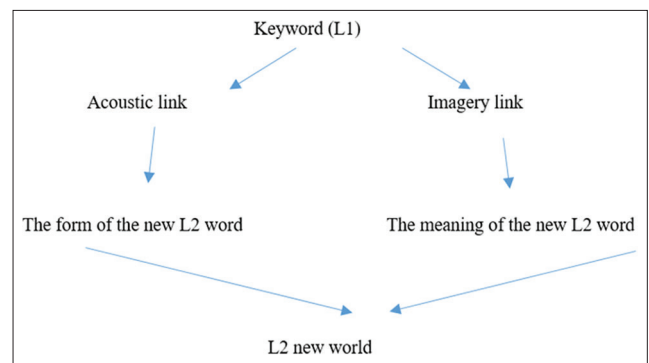 Keyword (L1)
Acoustic link
Imagery link
The form of the new L2 word
The meaning of the new L2 word
L2 new world